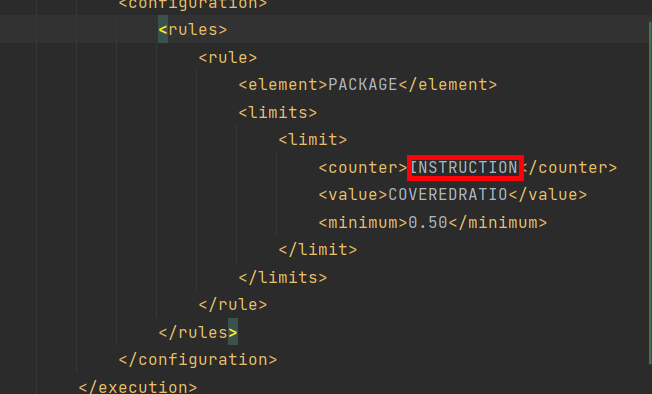 <configuration>
<rules>
<rule>
<element>PACKAGE</element>
<limits>
<limit>
<counter>INSTRUCTION</counter>
<value>COVEREDRATIO</value>
<minimum>0.50</minimum>
</limit>
</limits>
</rule>
</rules>
</configuration>
</execution>